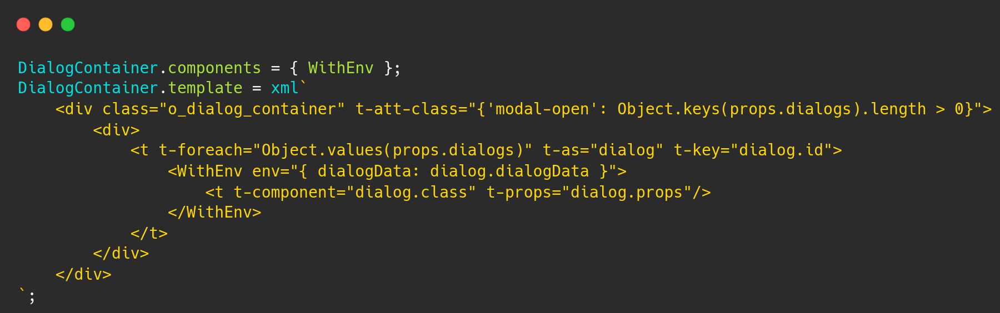 DialogContainer.components = { WithEnv };
DialogContainer.template = xml`
    <div class="o_dialog_container" t-att-class="{'modal-open': Object.keys(props.dialogs).length > 0}">
        <div>
            <t t-foreach="Object.values(props.dialogs)" t-as="dialog" t-key="dialog.id">
                <WithEnv env="{ dialogData: dialog.dialogData }">
                    <t t-component="dialog.class" t-props="dialog.props"/>
                </WithEnv>
            </t>
        </div>
    </div>
`;